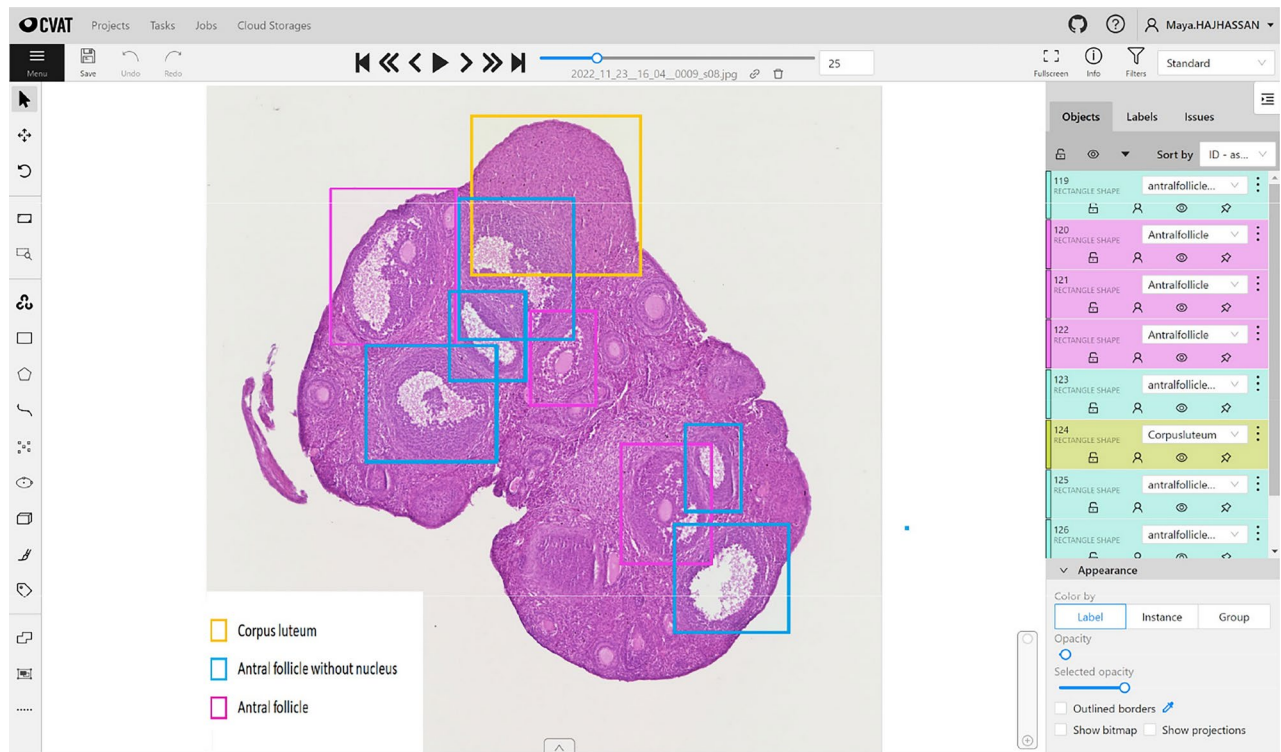 CVAT Projects Tasks Jobs Cloud Storages Maya.HAJHASSAN
Menu Save Undo Redo 2022_11_23__16_04__0009_s08.jpg 25 Fullscreen Info Filters Standard
Objects Labels Issues
Sort by ID - as...
119 RECTANGLE SHAPE antralfollicle...
120 RECTANGLE SHAPE Antralfollicle
121 RECTANGLE SHAPE Antralfollicle
122 RECTANGLE SHAPE Antralfollicle
123 RECTANGLE SHAPE antralfollicle...
124 RECTANGLE SHAPE Corpusluteum
125 RECTANGLE SHAPE antralfollicle...
126 RECTANGLE SHAPE antralfollicle...
Appearance
Color by
Label Instance Group
Opacity
Selected opacity
Outlined borders
Show bitmap Show projections
Corpus luteum
Antral follicle without nucleus
Antral follicle